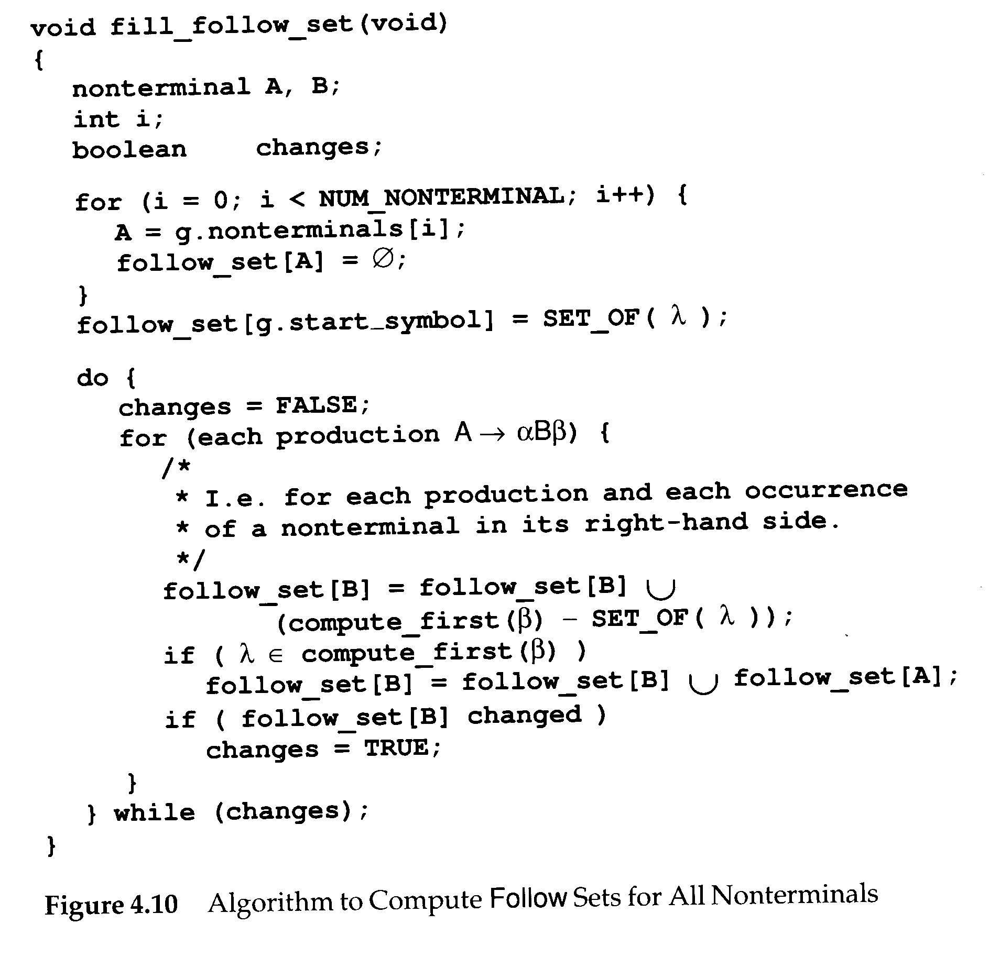 void fill_follow_set(void)
{
nonterminal A, B;
int i;
boolean changes;
for (i = 0; i < NUM_NONTERMINAL; i++) {
A = g.nonterminals[i];
follow_set[A] = ∅;
}
follow_set[g.start_symbol] = SET_OF( λ );
do {
changes = FALSE;
for (each production A → αBβ) {
/*
* I.e. for each production and each occurrence
* of a nonterminal in its right-hand side.
*/
follow_set[B] = follow_set[B] ∪
(compute_first(β) - SET_OF( λ ));
if ( λ ∈ compute_first(β) )
follow_set[B] = follow_set[B] ∪ follow_set[A];
if ( follow_set[B] changed )
changes = TRUE;
}
} while (changes);
}
Figure 4.10 Algorithm to Compute Follow Sets for All Nonterminals